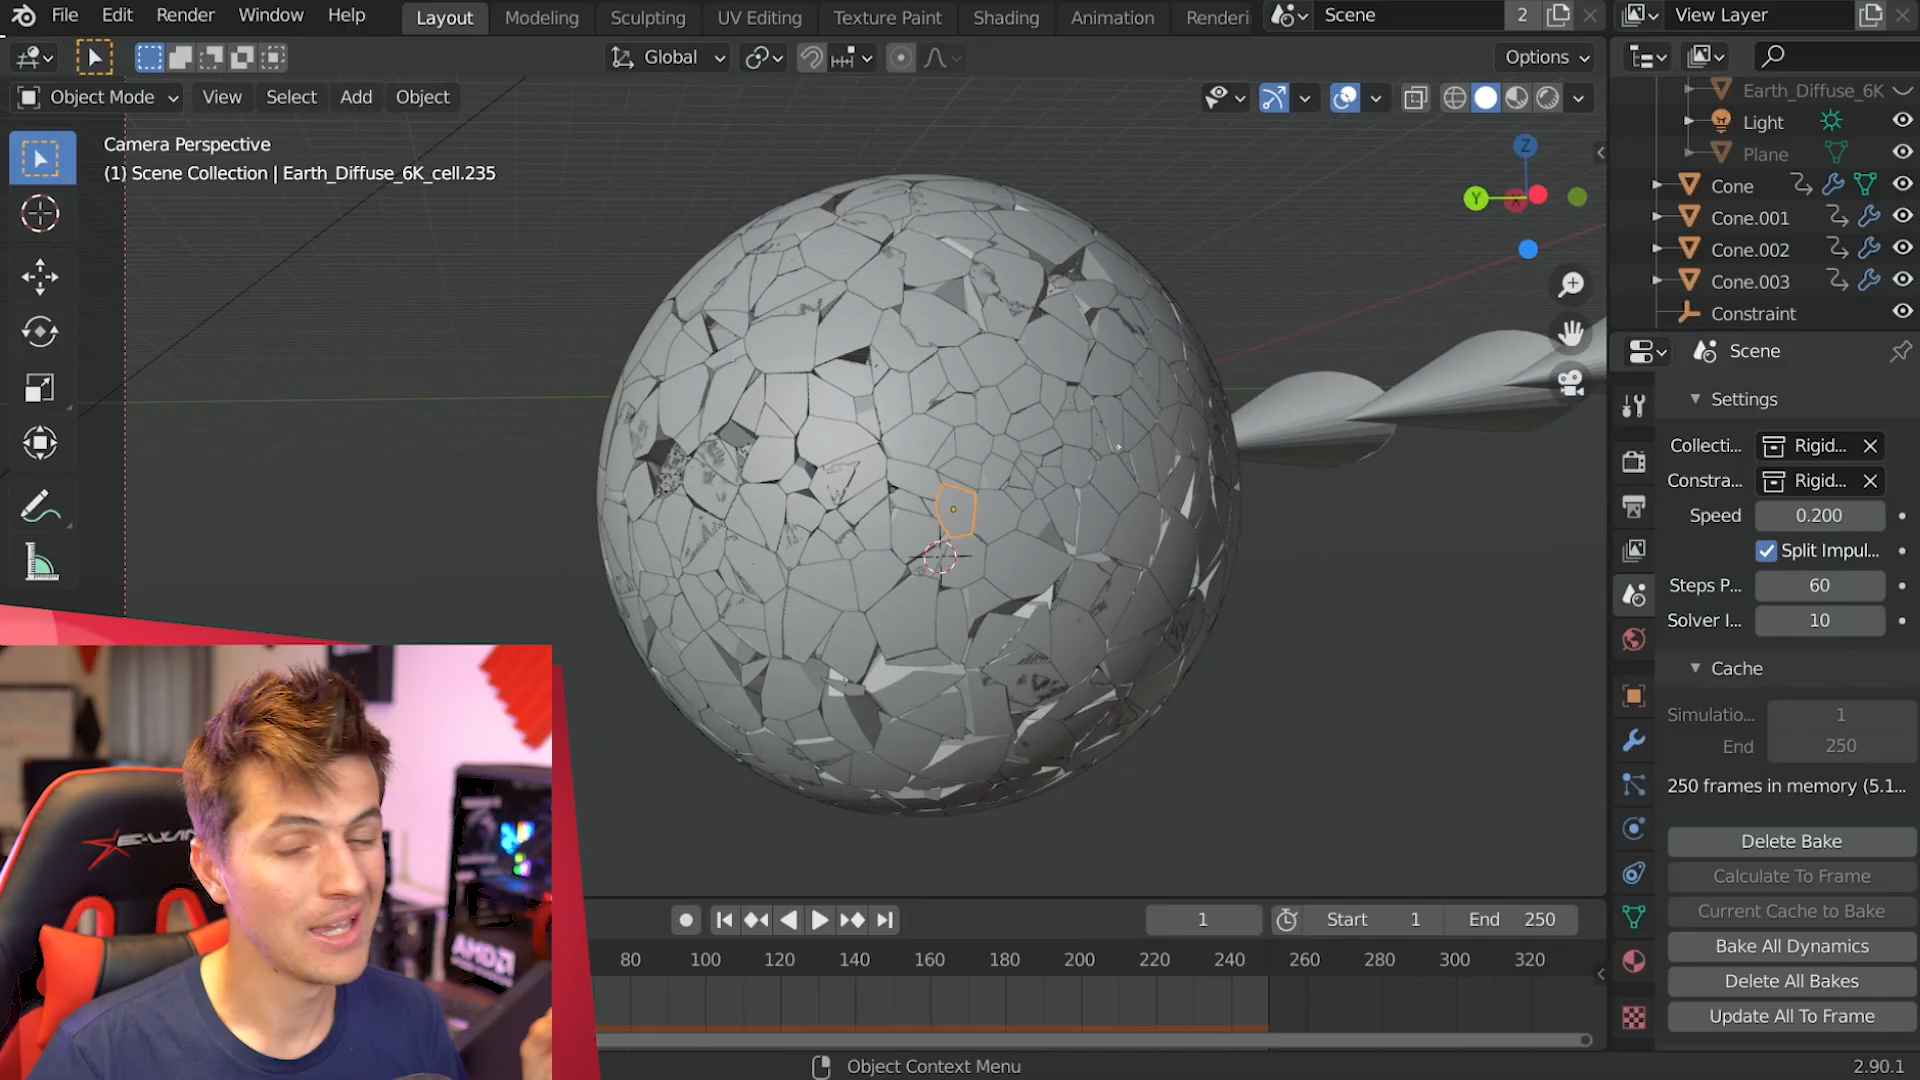 File Edit Render Window Help Layout Modeling Sculpting UV Editing Texture Paint Shading Animation Renderi Scene 2 View Layer
Global Options
Object Mode View Select Add Object
Camera Perspective
(1) Scene Collection | Earth_Diffuse_6K_cell.235
Z
Y
X
Earth_Diffuse_6K
Light
Plane
Cone
Cone.001
Cone.002
Cone.003
Constraint
Scene
Settings
Collecti... Rigid...
Constra... Rigid...
Speed 0.200
Split Impul...
Steps P... 60
Solver I... 10
Cache
Simulatio... 1
End 250
250 frames in memory (5.1...
Delete Bake
Calculate To Frame
Current Cache to Bake
Bake All Dynamics
Delete All Bakes
Update All To Frame
1 Start 1 End 250
80 100 120 140 160 180 200 220 240 260 280 300 320
Object Context Menu
2.90.1
AMD